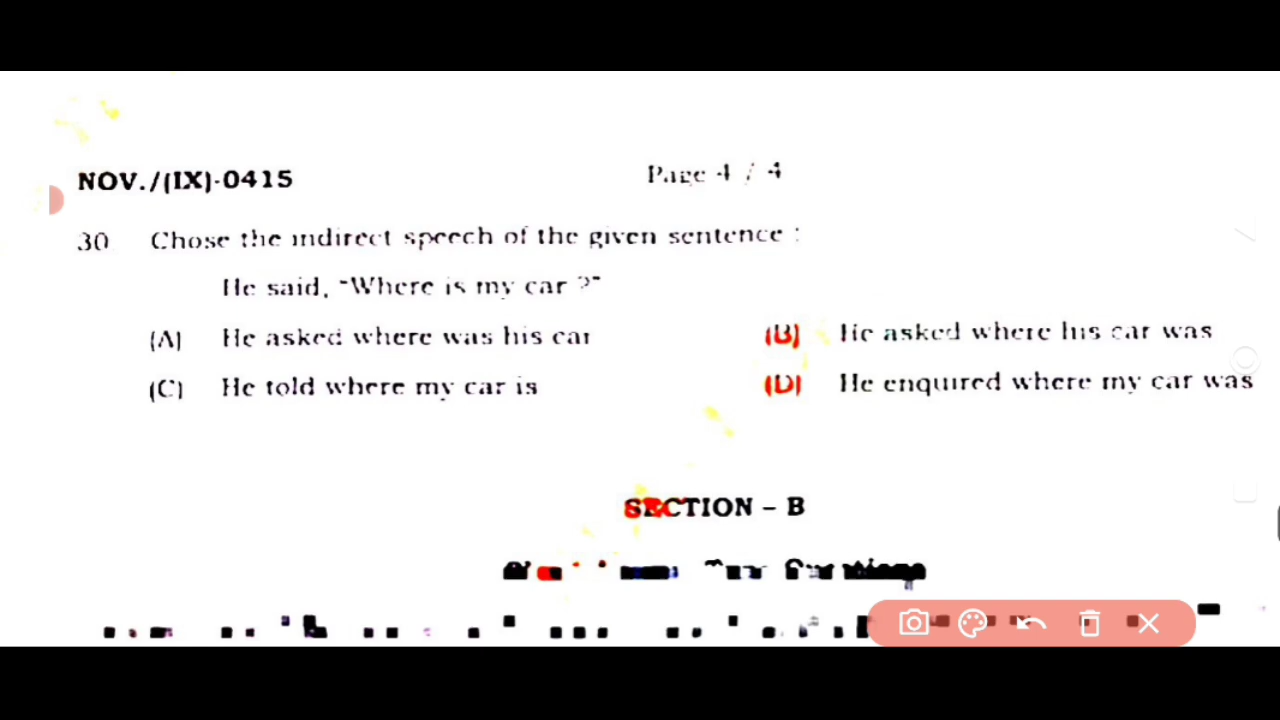 NOV./(IX)-0415 Page 4 / 4
30 Chose the indirect speech of the given sentence :
He said, "Where is my car ?"
(A) He asked where was his car (B) He asked where his car was
(C) He told where my car is (D) He enquired where my car was
SECTION – B